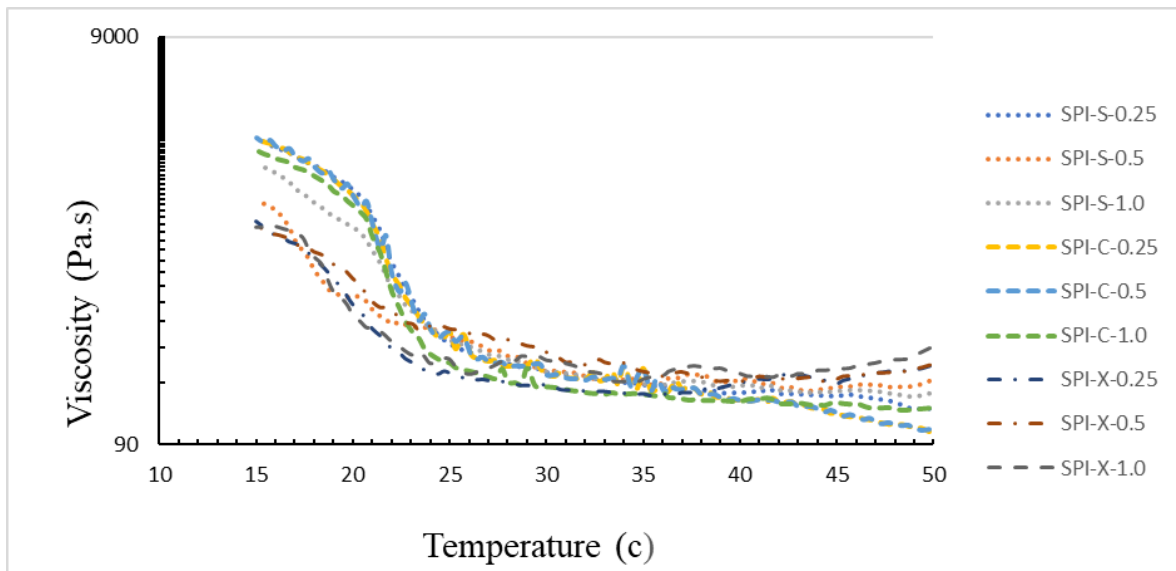 9000
Viscosity (Pa.s)
90
10 15 20 25 30 35 40 45 50
Temperature (c)
SPI-S-0.25
SPI-S-0.5
SPI-S-1.0
SPI-C-0.25
SPI-C-0.5
SPI-C-1.0
SPI-X-0.25
SPI-X-0.5
SPI-X-1.0